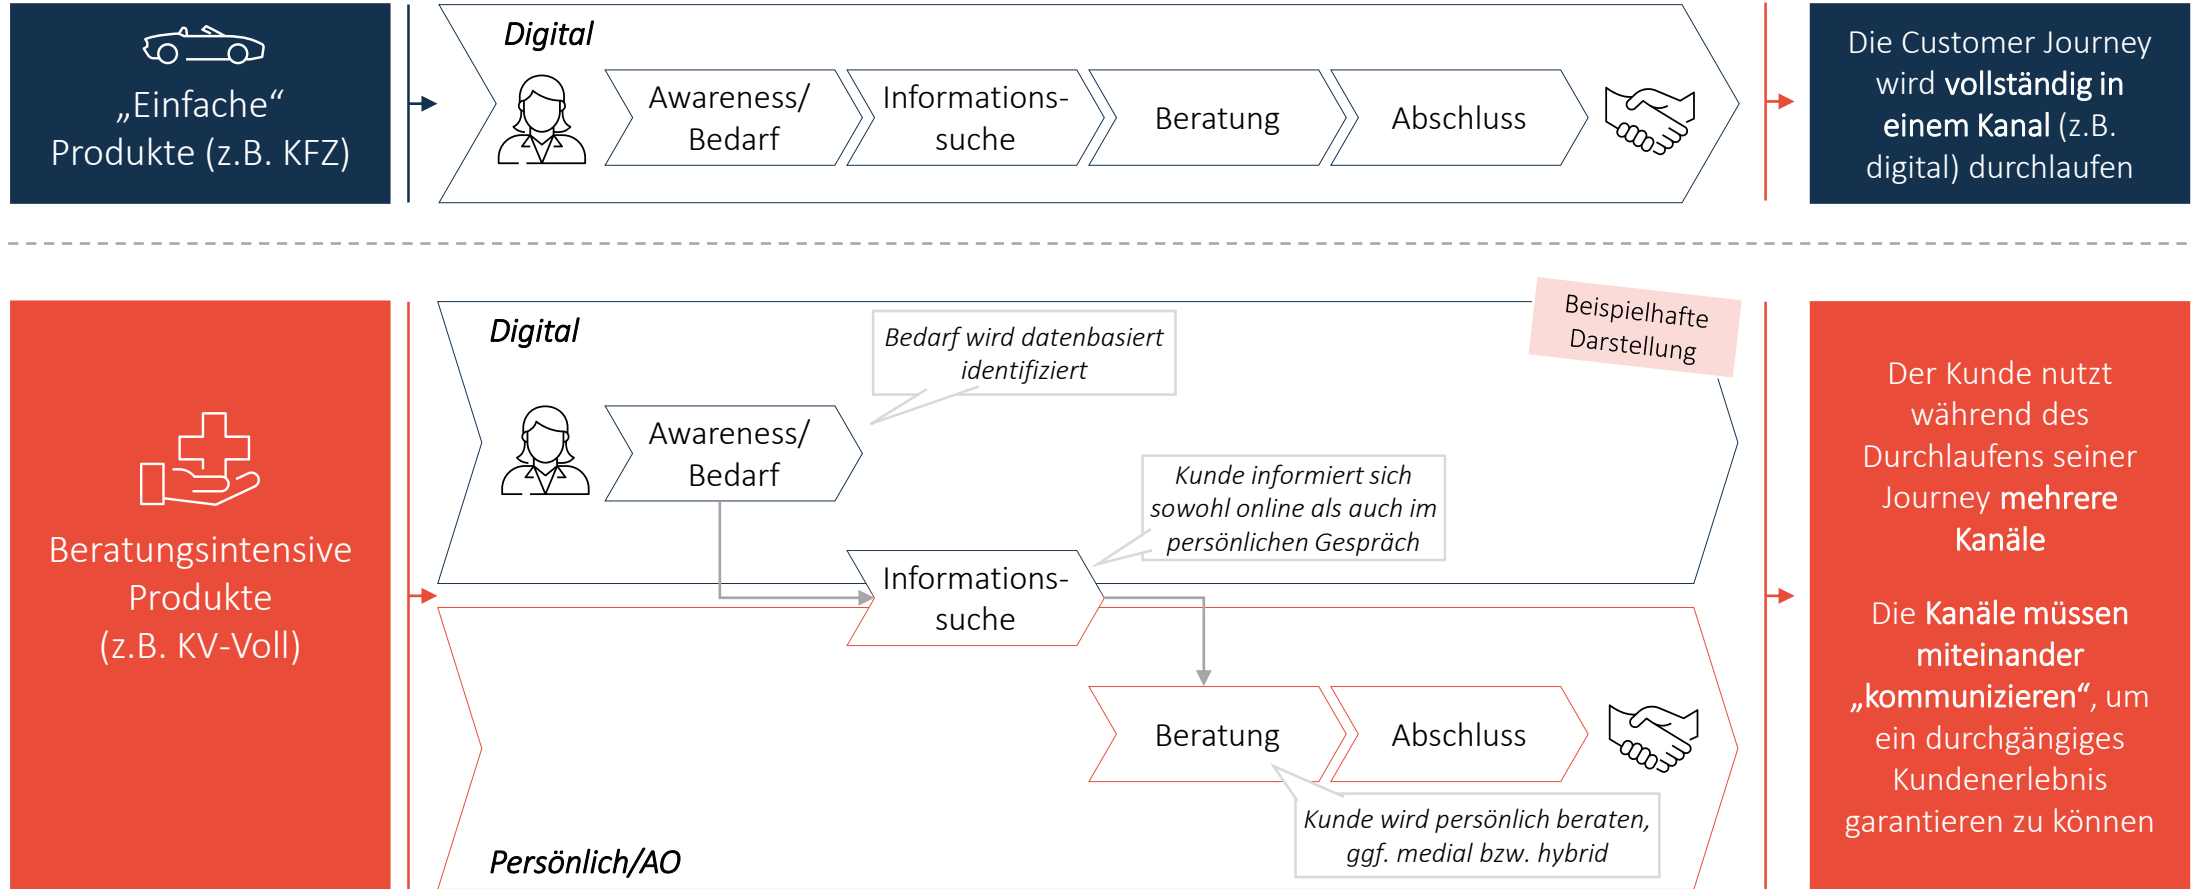 „Einfache“
Produkte (z.B. KFZ)
Digital
Awareness/
Bedarf
Informations-
suche
Beratung
Abschluss
Die Customer Journey
wird vollständig in
einem Kanal (z.B.
digital) durchlaufen
Beratungsintensive
Produkte
(z.B. KV-Voll)
Digital
Bedarf wird datenbasiert
identifiziert
Beispielhafte
Darstellung
Awareness/
Bedarf
Kunde informiert sich
sowohl online als auch im
persönlichen Gespräch
Informations-
suche
Beratung
Abschluss
Kunde wird persönlich beraten,
ggf. medial bzw. hybrid
Persönlich/AO
Der Kunde nutzt
während des
Durchlaufens seiner
Journey mehrere
Kanäle
Die Kanäle müssen
miteinander
„kommunizieren“, um
ein durchgängiges
Kundenerlebnis
garantieren zu können